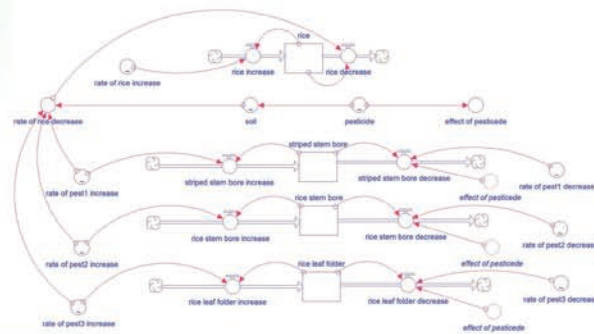 rice
rate of rice increase
rice increase
rice decrease
rate of rice decrease
soil
pesticide
effect of pesticede
striped stem bore
rate of pest1 increase
striped stem bore increase
striped stem bore decrease
rate of pest1 decrease
effect of pesticede
rice stem bore
rate of pest2 increase
rice stem bore increase
rice stem bore decrease
rate of pest2 decrease
effect of pesticede
rice leaf folder
rate of pest3 increase
rice leaf folder increase
rice leaf folder decrease
rate of pest3 decrease
effect of pesticede